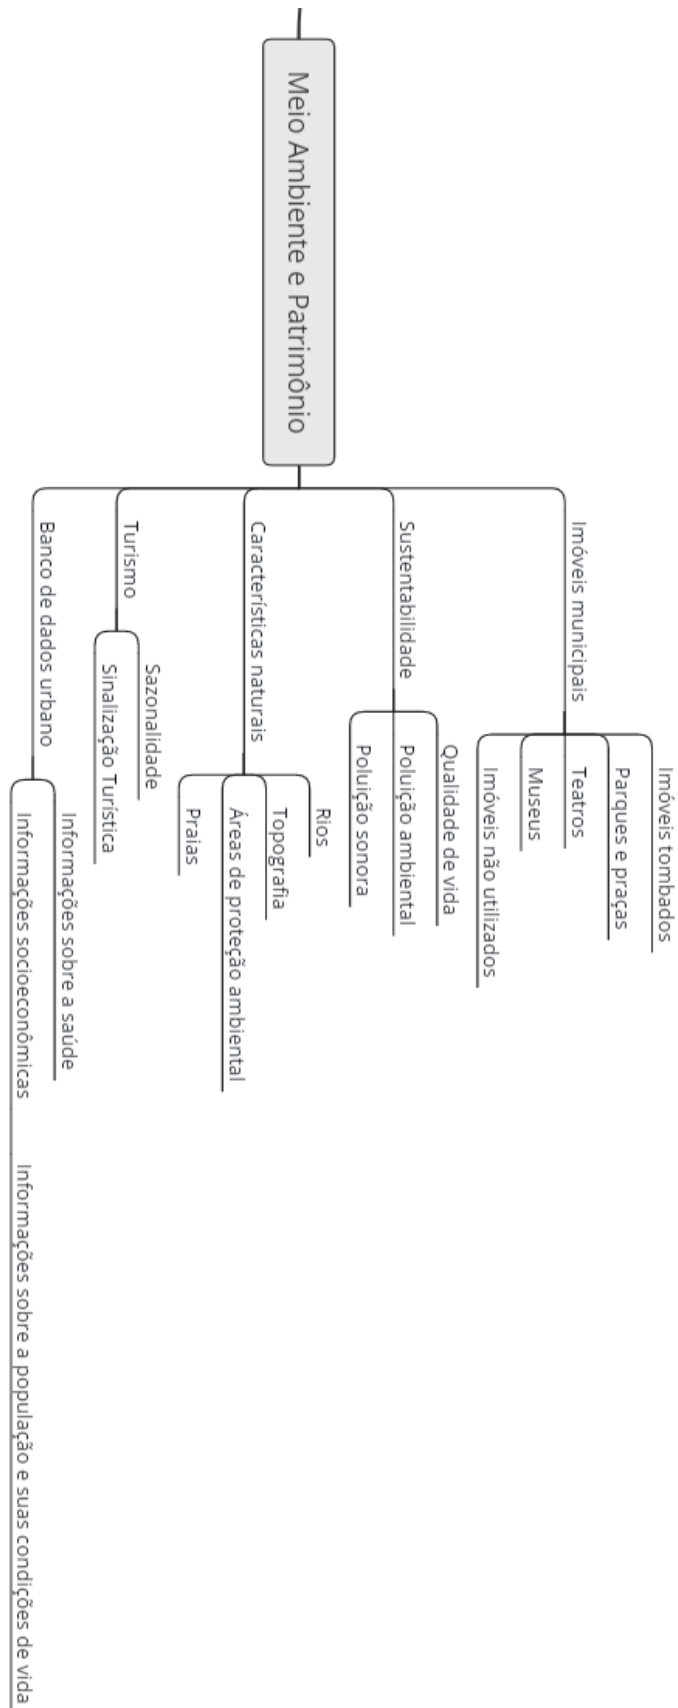 Meio Ambiente e Patrimônio
Imóveis municipais
Imóveis tombados
Parques e praças
Teatros
Museus
Imóveis não utilizados
Sustentabilidade
Qualidade de vida
Poluição ambiental
Poluição sonora
Características naturais
Rios
Topografia
Áreas de proteção ambiental
Praias
Turismo
Sazonalidade
Sinalização Turística
Banco de dados urbano
Informações sobre a saúde
Informações socioeconômicas
Informações sobre a população e suas condições de vida